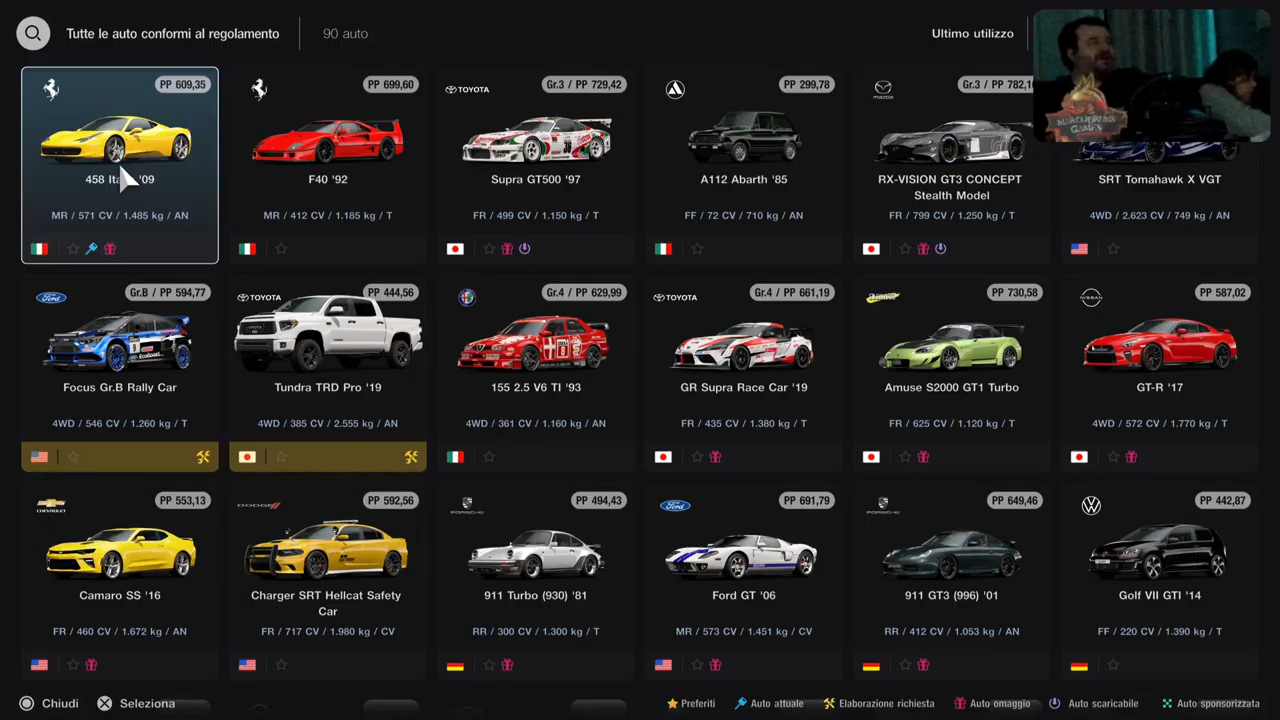 Tutte le auto conformi al regolamento
90 auto
Ultimo utilizzo
PP 609,35
458 Ita '09
MR / 571 CV / 1.485 kg / AN
PP 699,60
F40 '92
MR / 412 CV / 1.185 kg / T
TOYOTA
Gr.3 / PP 729,42
Supra GT500 '97
FR / 499 CV / 1.150 kg / T
PP 299,78
A112 Abarth '85
FF / 72 CV / 710 kg / AN
mazda
Gr.3 / PP 782,1
RX-VISION GT3 CONCEPT
Stealth Model
FR / 799 CV / 1.250 kg / T
GAMES
SRT Tomahawk X VGT
4WD / 2.623 CV / 749 kg / AN
Ford
Gr.B / PP 594,77
Focus Gr.B Rally Car
4WD / 546 CV / 1.260 kg / T
TOYOTA
PP 444,56
Tundra TRD Pro '19
4WD / 385 CV / 2.555 kg / AN
Gr.4 / PP 629,99
155 2.5 V6 TI '93
4WD / 361 CV / 1.160 kg / AN
TOYOTA
Gr.4 / PP 661,19
GR Supra Race Car '19
FR / 435 CV / 1.380 kg / T
PP 730,58
Amuse S2000 GT1 Turbo
FR / 625 CV / 1.120 kg / T
NISSAN
PP 587,02
GT-R '17
4WD / 572 CV / 1.770 kg / T
CHEVROLET
PP 553,13
Camaro SS '16
FR / 460 CV / 1.672 kg / AN
DODGE
PP 592,56
Charger SRT Hellcat Safety
Car
FR / 717 CV / 1.980 kg / CV
PORSCHE
PP 494,43
911 Turbo (930) '81
RR / 300 CV / 1.300 kg / T
Ford
PP 691,79
Ford GT '06
MR / 573 CV / 1.451 kg / CV
PORSCHE
PP 649,46
911 GT3 (996) '01
RR / 412 CV / 1.053 kg / AN
PP 442,87
Golf VII GTI '14
FF / 220 CV / 1.390 kg / T
Chiudi
Seleziona
Preferiti
Auto attuale
Elaborazione richiesta
Auto omaggio
Auto scaricabile
Auto sponsorizzata